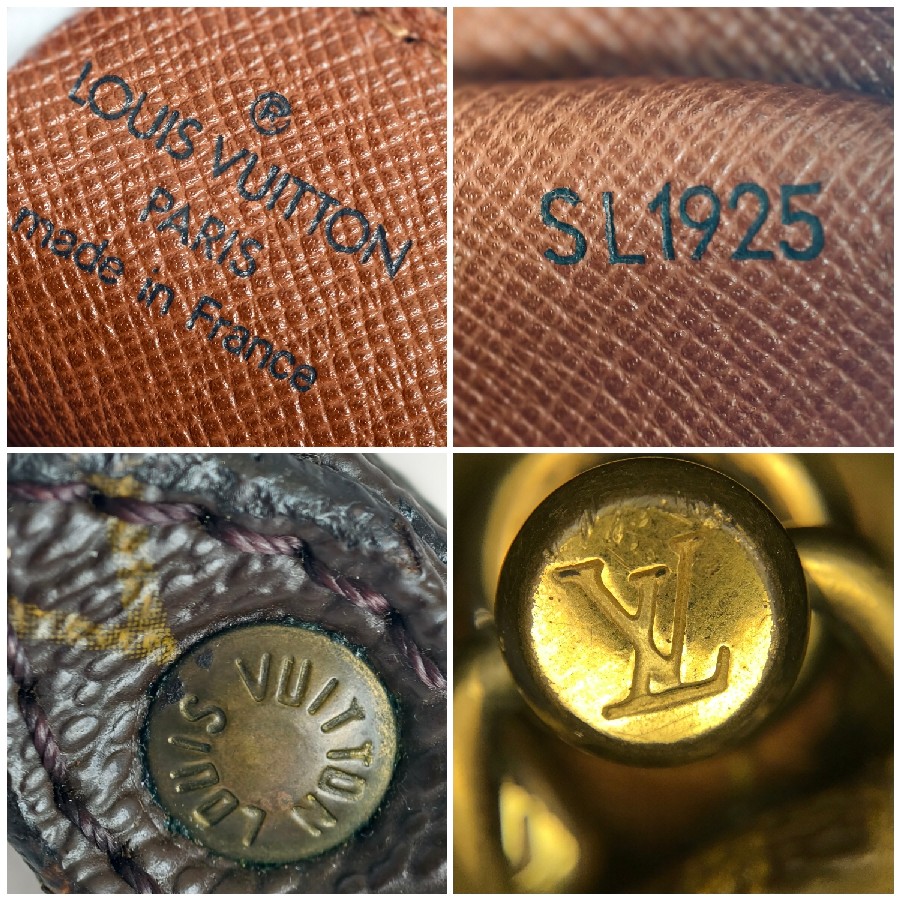 ®
LOUIS VUITTON
PARIS
made in France
SL1925
LOUIS VUITTON
LV